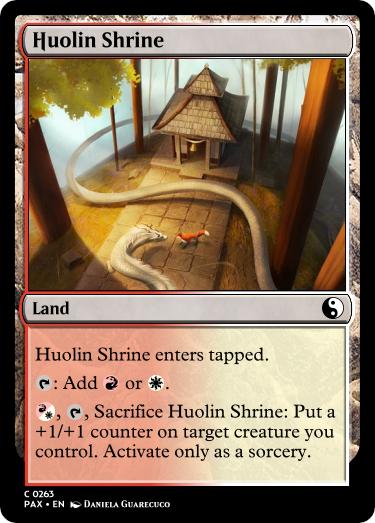 Huolin Shrine
Land
Huolin Shrine enters tapped.
: Add or .
, , Sacrifice Huolin Shrine: Put a
+1/+1 counter on target creature you
control. Activate only as a sorcery.
C 0263
PAX • EN Daniela Guarecuco